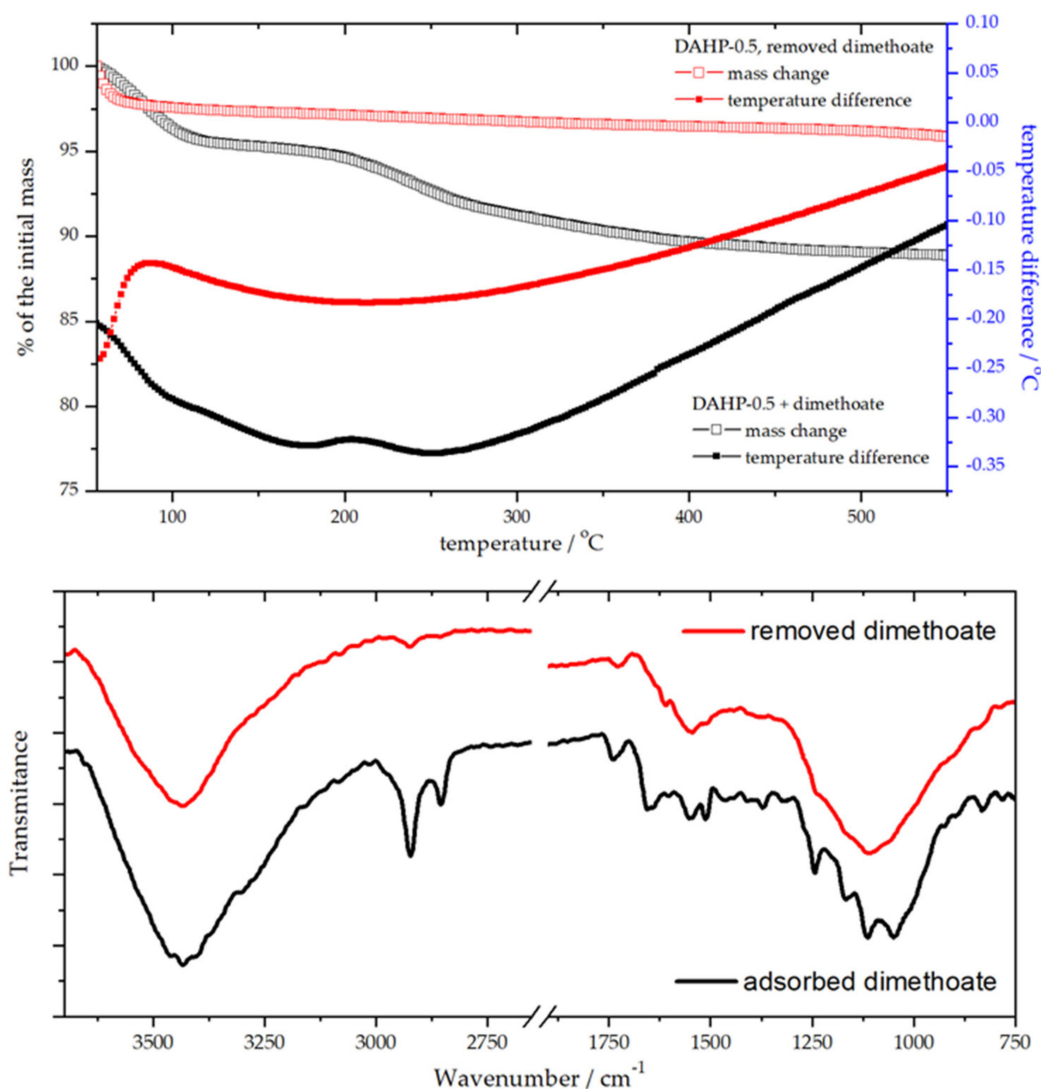 DAHP-0.5, removed dimethoate
mass change
temperature difference
% of the initial mass
100
95
90
85
80
75
0.10
0.05
0.00
-0.05
-0.10
-0.15
-0.20
-0.25
-0.30
-0.35
temperature difference / °C
DAHP-0.5 + dimethoate
mass change
temperature difference
100 200 300 400 500
temperature / °C
Transmitance
removed dimethoate
adsorbed dimethoate
3500 3250 3000 2750 1750 1500 1250 1000 750
Wavenumber / cm⁻¹